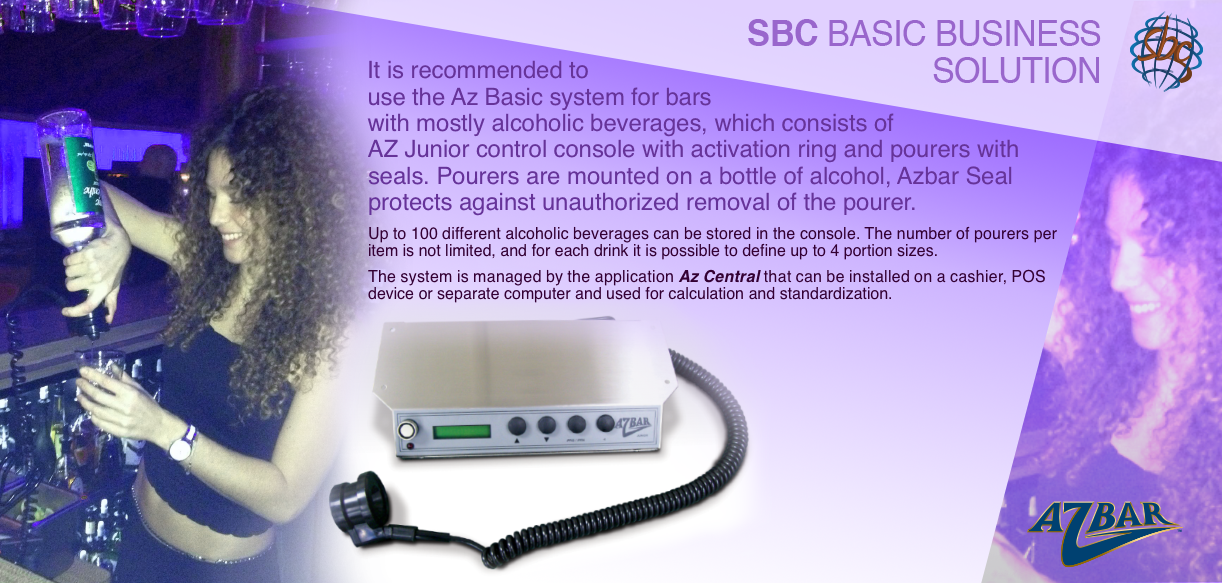 SBC BASIC BUSINESS
SOLUTION
sbc
It is recommended to
use the Az Basic system for bars
with mostly alcoholic beverages, which consists of
AZ Junior control console with activation ring and pourers with
seals. Pourers are mounted on a bottle of alcohol, Azbar Seal
protects against unauthorized removal of the pourer.
Up to 100 different alcoholic beverages can be stored in the console. The number of pourers per
item is not limited, and for each drink it is possible to define up to 4 portion sizes.
The system is managed by the application Az Central that can be installed on a cashier, POS
device or separate computer and used for calculation and standardization.
AZBAR
AZBAR